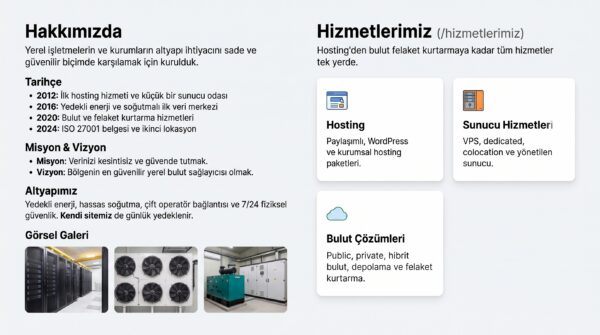 Hakkımızda
Yerel işletmelerin ve kurumların altyapı ihtiyacını sade ve
güvenilir biçimde karşılamak için kurulduk.
Tarihçe
• 2012: İlk hosting hizmeti ve küçük bir sunucu odası
• 2016: Yedekli enerji ve soğutmalı ilk veri merkezi
• 2020: Bulut ve felaket kurtarma hizmetleri
• 2024: ISO 27001 belgesi ve ikinci lokasyon
Misyon & Vizyon
• Misyon: Verinizi kesintisiz ve güvende tutmak.
• Vizyon: Bölgenin en güvenilir yerel bulut sağlayıcısı olmak.
Altyapımız
Yedekli enerji, hassas soğutma, çift operatör bağlantısı ve 7/24 fiziksel
güvenlik. Kendi sitemiz de günlük yedeklenir.
Görsel Galeri
Hizmetlerimiz (/hizmetlerimiz)
Hosting'den bulut felaket kurtarmaya kadar tüm hizmetler
tek yerde.
Hosting
Paylaşımlı, WordPress
ve kurumsal hosting
paketleri.
Sunucu Hizmetleri
VPS, dedicated,
colocation ve yönetilen
sunucu.
Bulut Çözümleri
Public, private, hibrit
bulut, depolama ve felaket
kurtarma.